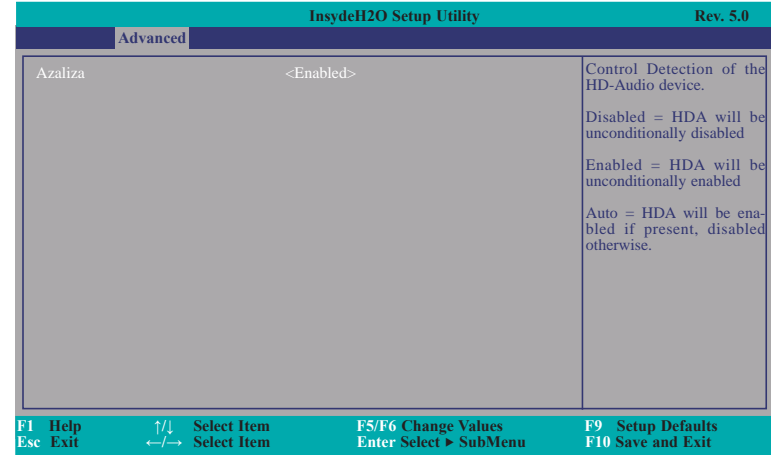 InsydeH2O Setup Utility Rev. 5.0
Advanced
Azaliza <Enabled>
Control Detection of the
HD-Audio device.
Disabled = HDA will be
unconditionally disabled
Enabled = HDA will be
unconditionally enabled
Auto = HDA will be ena-
bled if present, disabled
otherwise.
F1 Help ↑/↓ Select Item F5/F6 Change Values F9 Setup Defaults
Esc Exit ←/→ Select Item Enter Select ▶ SubMenu F10 Save and Exit